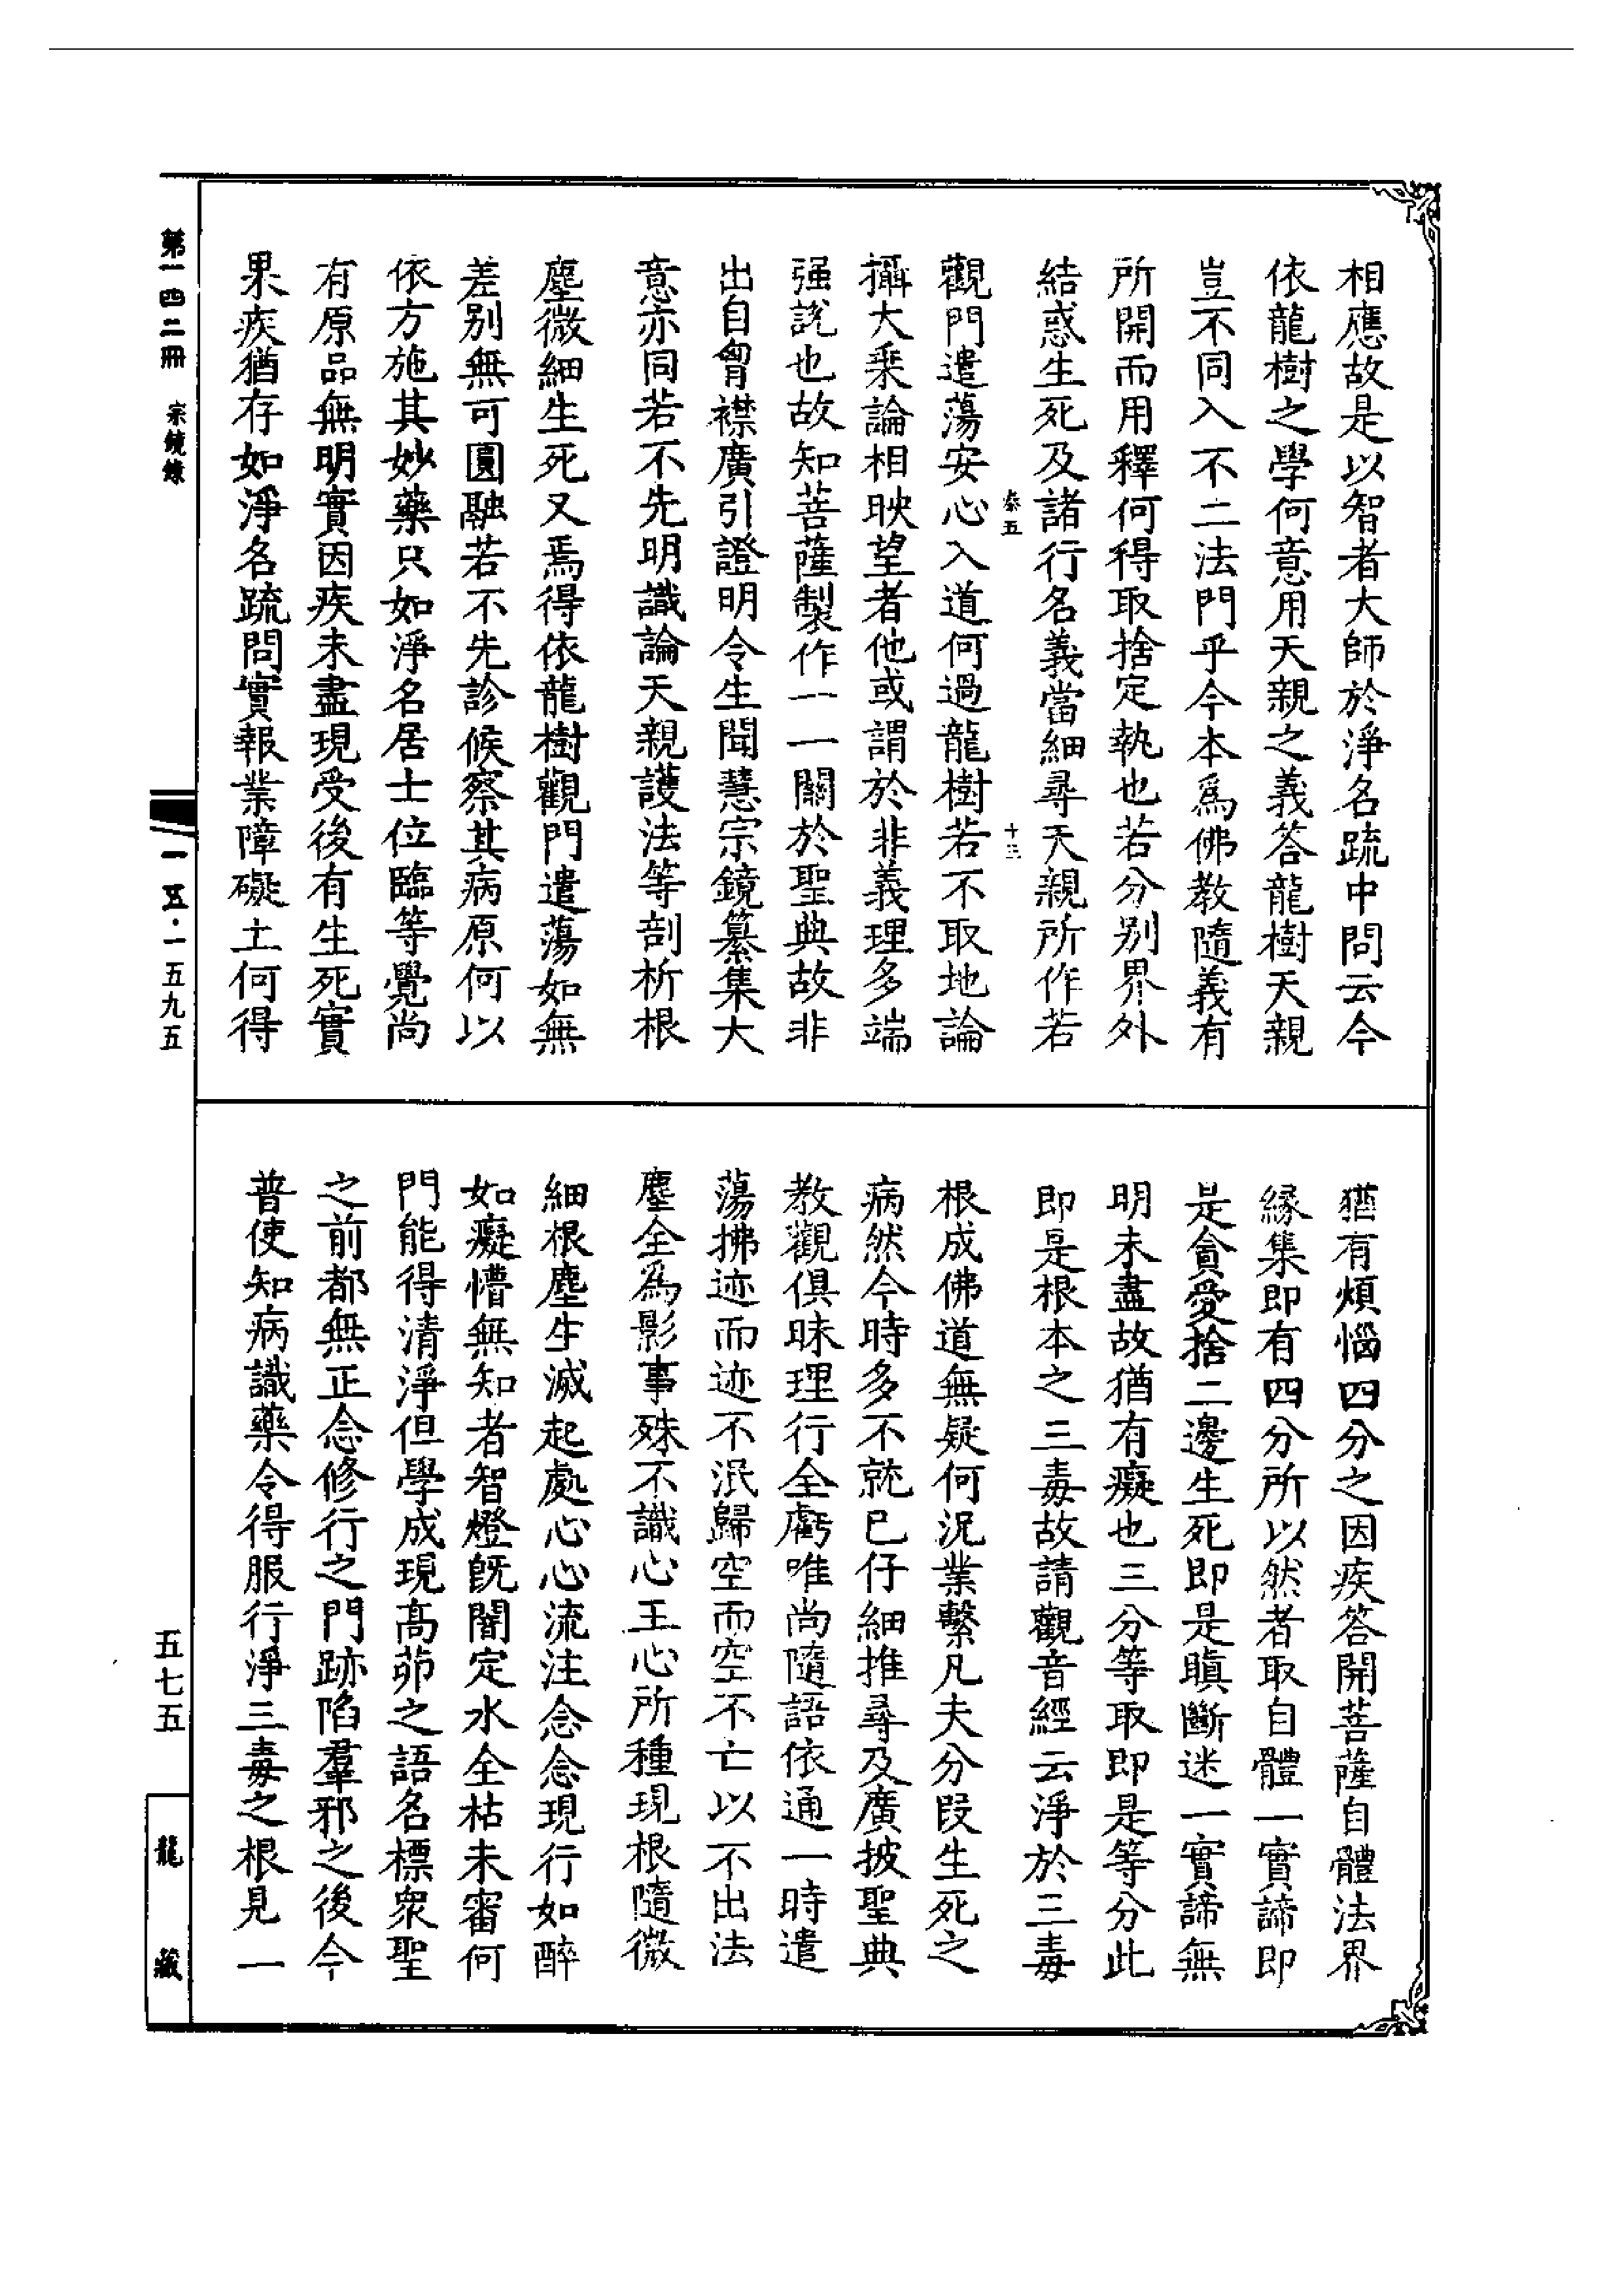 相應故是以智者大師於淨名疏中問云今
依龍樹之學何意用天親之義答龍樹天親
豈不同入不二法門乎今本爲佛教隨義有
所開而用釋何得取捨定執也若分别界外
結惑生死及諸行名義當細尋天親所作若
秦五
十三
觀門遣蕩安心入道何過龍樹若不取地論
攝大乘論相映望者他或謂於非義理多端
强說也故知菩薩製作一一關於聖典故非
出自胷襟廣引證明令生聞慧宗鏡纂集大
意亦同若不先明識論天親護法等剖析根
塵微細生死又焉得依龍樹觀門遣蕩如無
差别無可圓融若不先診候察其病原何以
依方施其妙藥只如淨名居士位臨等覺尚
有原品無明實因疾未盡現受後有生死實
果疾猶存如淨名疏問實報業障礙土何得
猶有煩惱四分之因疾答開菩薩自體法界
緣集即有四分所以然者取自體一實諦即
是貪愛捨二邊生死即是瞋斷迷一實諦無
明未盡故猶有癡也三分等取即是等分此
即是根本之三毒故請觀音經云淨於三毒
根成佛道無疑何況業繫凡夫分段生死之
病然今時多不就已仔細推尋及廣披聖典
教觀俱昧理行全虧唯尚隨語依通一時遣
蕩拂迹而迹不泯歸空而空不亡以不出法
塵全爲影事殊不識心王心所種現根隨微
細根塵生滅起處心心流注念念現行如醉
如癡懵無知者智燈旣闇定水全枯未審何
門能得清淨但學成現高茆之語名標衆聖
之前都無正念修行之門跡陷羣邪之後今
普使知病識藥令得服行淨三毒之根見一
第一四二冊 宗鏡錄
一五·一五九五
五七五
龍藏